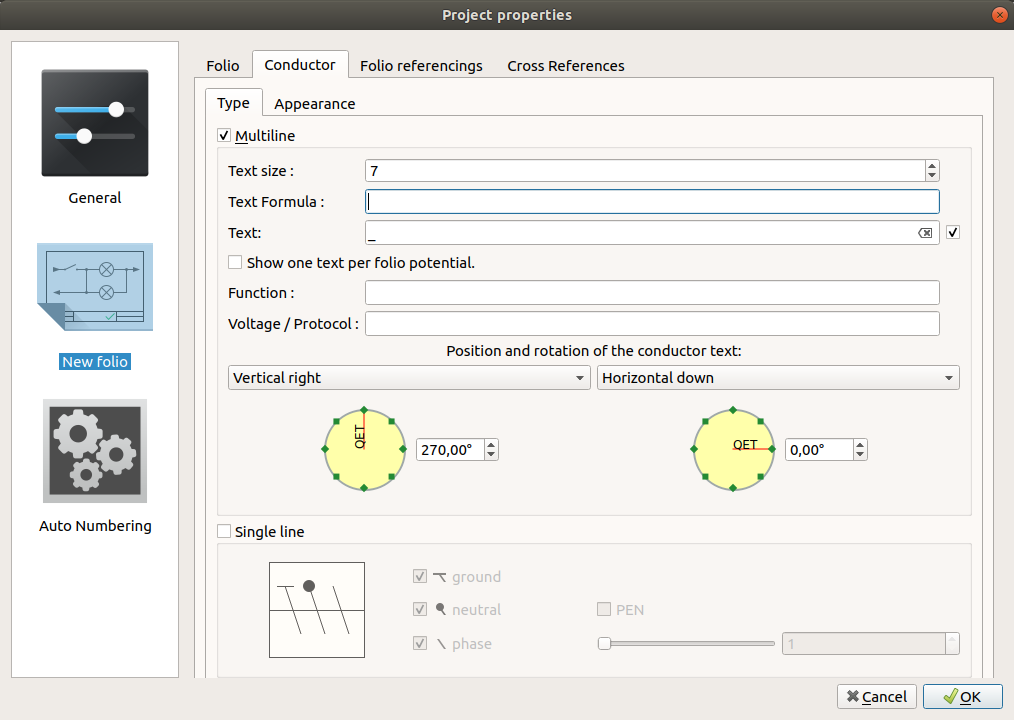 Project properties
General
New folio
Auto Numbering
Folio
Conductor
Folio referencings
Cross References
Type
Appearance
Multiline
Text size :
7
Text Formula :
Text:
_
Show one text per folio potential.
Function :
Voltage / Protocol :
Position and rotation of the conductor text:
Vertical right
Horizontal down
QET
270,00°
QET
0,00°
Single line
ground
neutral
PEN
phase
1
Cancel
OK